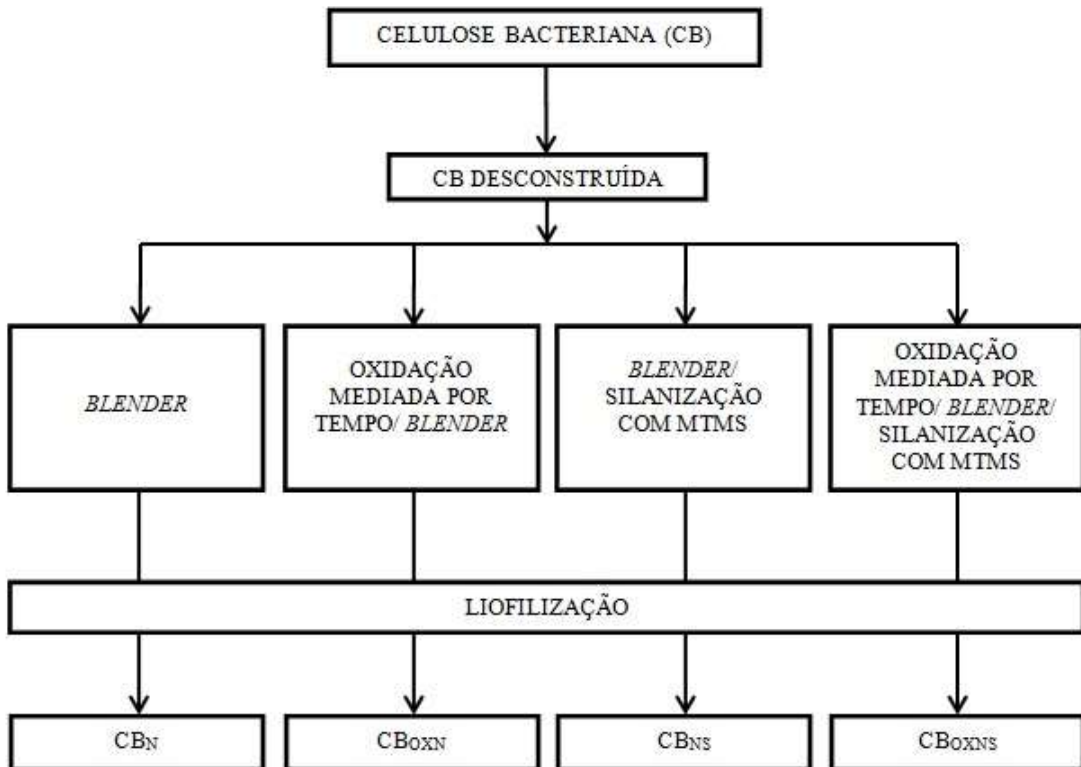 CELULOSE BACTERIANA (CB)
CB DESCONSTRUÍDA
BLENDER
OXIDAÇÃO
MEDIADA POR
TEMPO/ BLENDER
BLENDER/
SILANIZAÇÃO
COM MTMS
OXIDAÇÃO
MEDIADA POR
TEMPO/ BLENDER/
SILANIZAÇÃO
COM MTMS
LIOFILIZAÇÃO
CBN
CBOXN
CBNS
CBOXNS